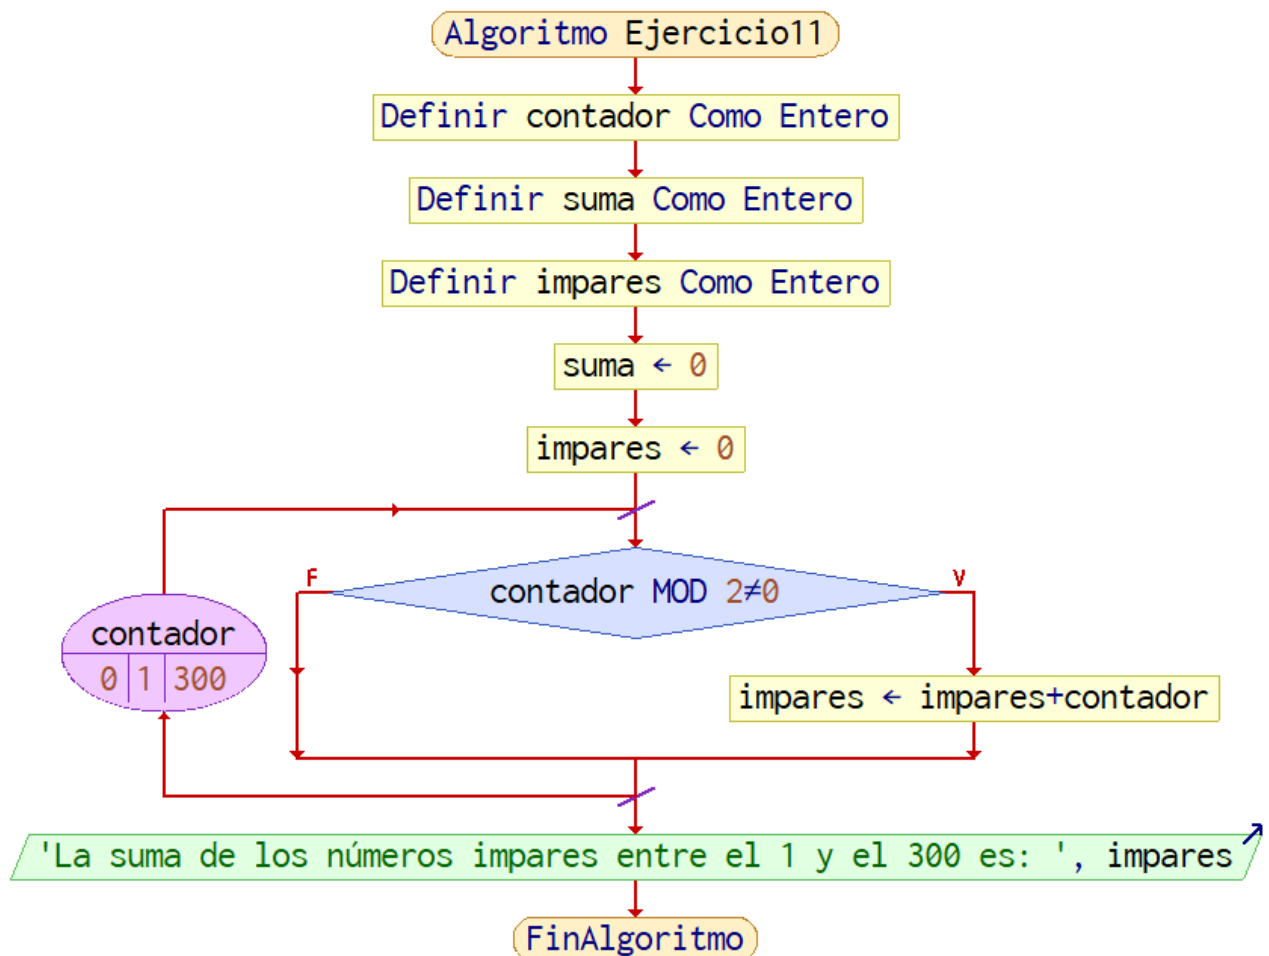 Algoritmo Ejercicio11
Definir contador Como Entero
Definir suma Como Entero
Definir impares Como Entero
suma ← 0
impares ← 0
F
contador MOD 2≠0
V
contador
0 1 300
impares ← impares+contador
'La suma de los números impares entre el 1 y el 300 es: ', impares
FinAlgoritmo